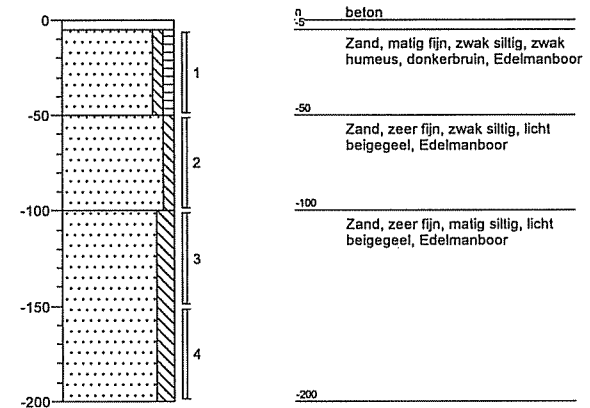 0
-50
-100
-150
-200
1
2
3
4
beton
-5
Zand, matig fijn, zwak siltig, zwak
humeus, donkerbruin, Edelmanboor
-50
Zand, zeer fijn, zwak siltig, licht
beigegeel, Edelmanboor
-100
Zand, zeer fijn, matig siltig, licht
beigegeel, Edelmanboor
-200